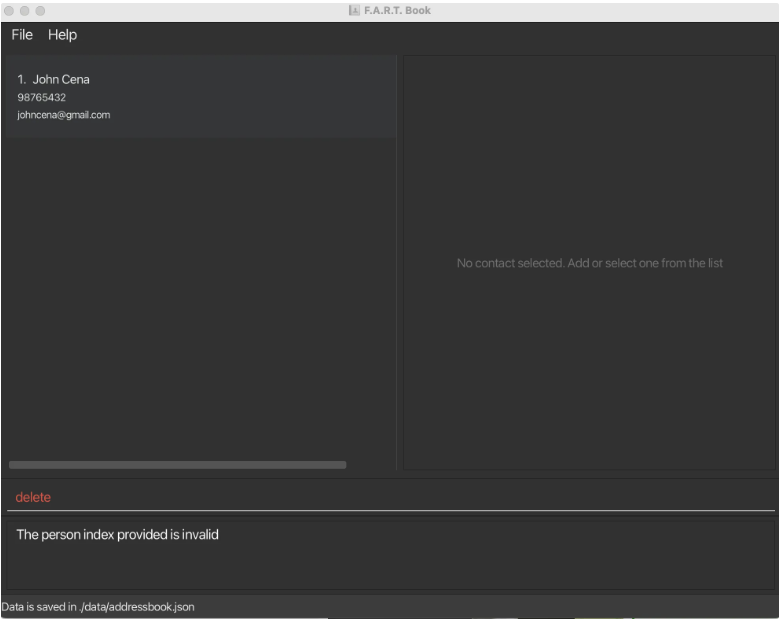 F.A.R.T. Book
File Help
1. John Cena
98765432
johncena@gmail.com
No contact selected. Add or select one from the list
delete
The person index provided is invalid
Data is saved in ./data/addressbook.json